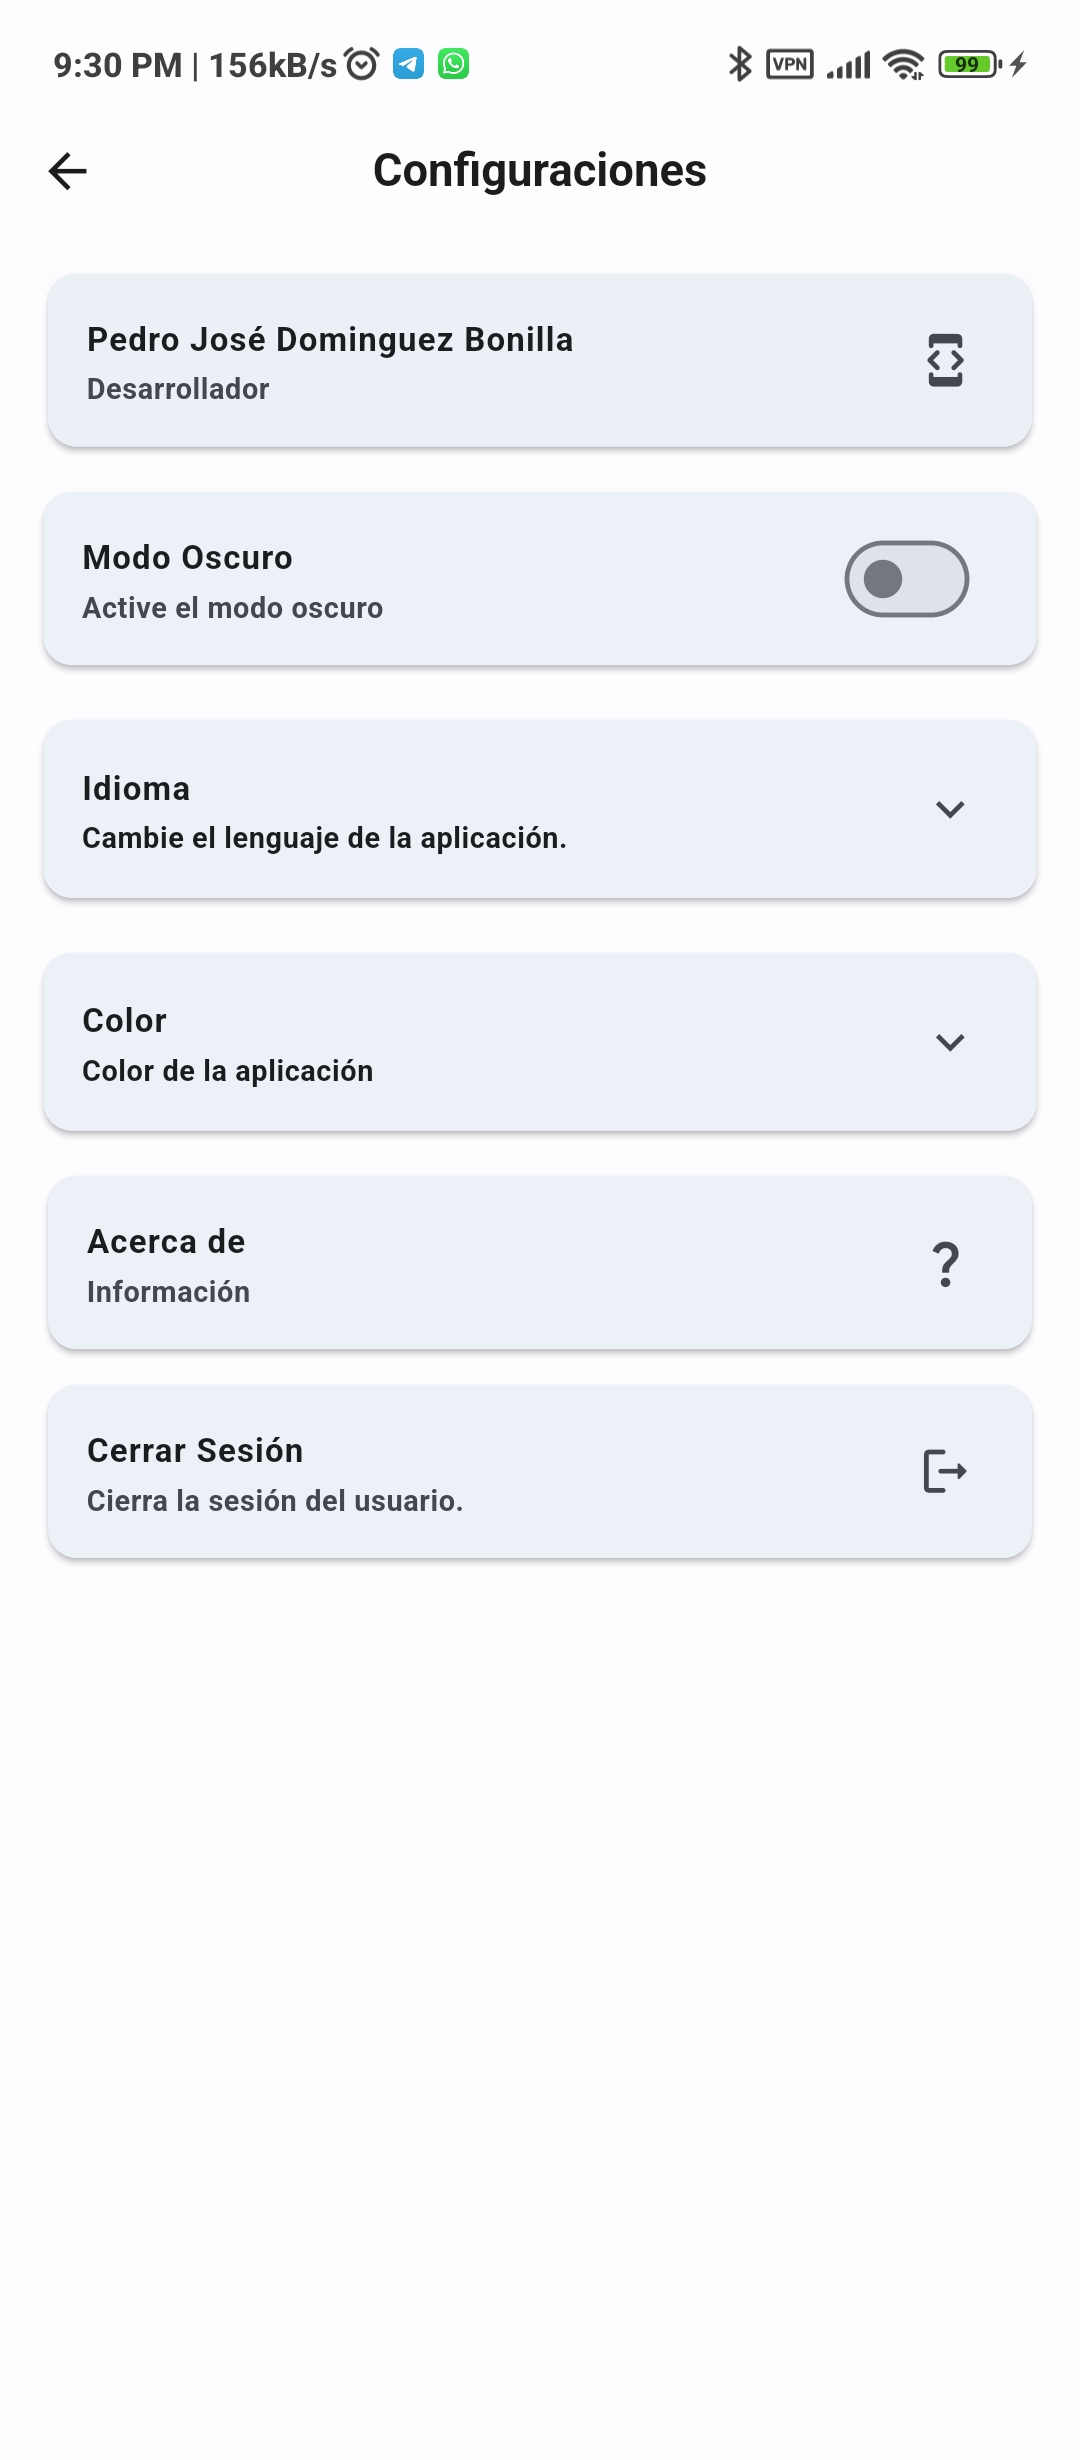 9:30 PM | 156kB/s VPN 99
Configuraciones
Pedro José Dominguez Bonilla
Desarrollador
Modo Oscuro
Active el modo oscuro
Idioma
Cambie el lenguaje de la aplicación.
Color
Color de la aplicación
Acerca de
Información
?
Cerrar Sesión
Cierra la sesión del usuario.